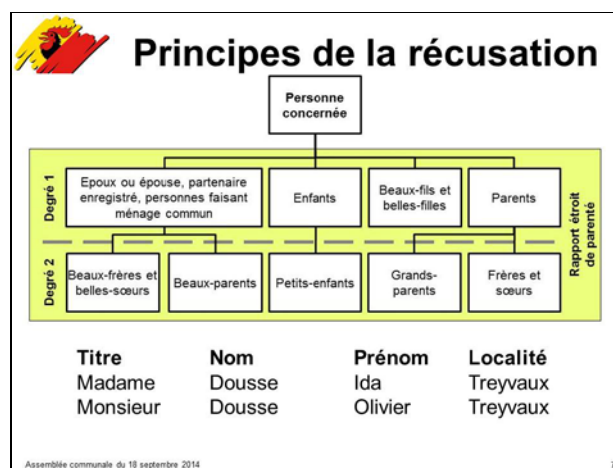 Principes de la récusation
Personne
concernée
Degré 1
Epoux ou épouse, partenaire
enregistré, personnes faisant
ménage commun
Enfants
Beaux-fils et
belles-filles
Parents
Rapport étroit
de parenté
Degré 2
Beaux-frères et
belles-sœurs
Beaux-parents
Petits-enfants
Grands-
parents
Frères et
sœurs
Titre Nom Prénom Localité
Madame Dousse Ida Treyvaux
Monsieur Dousse Olivier Treyvaux
Assemblée communale du 18 septembre 2014